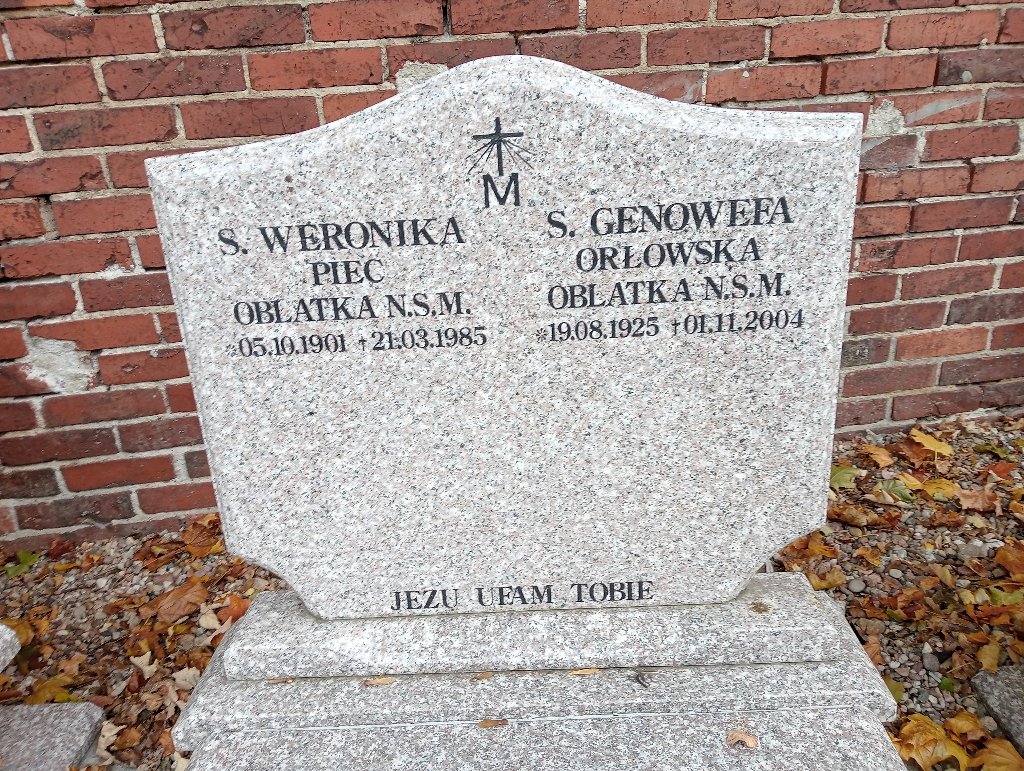 M
S. WERONIKA
PIEC
OBLATKA N.S.M.
*05.10.1901 †21.03.1985
S. GENOWEFA
ORŁOWSKA
OBLATKA N.S.M.
*19.08.1925 †01.11.2004
JEZU UFAM TOBIE